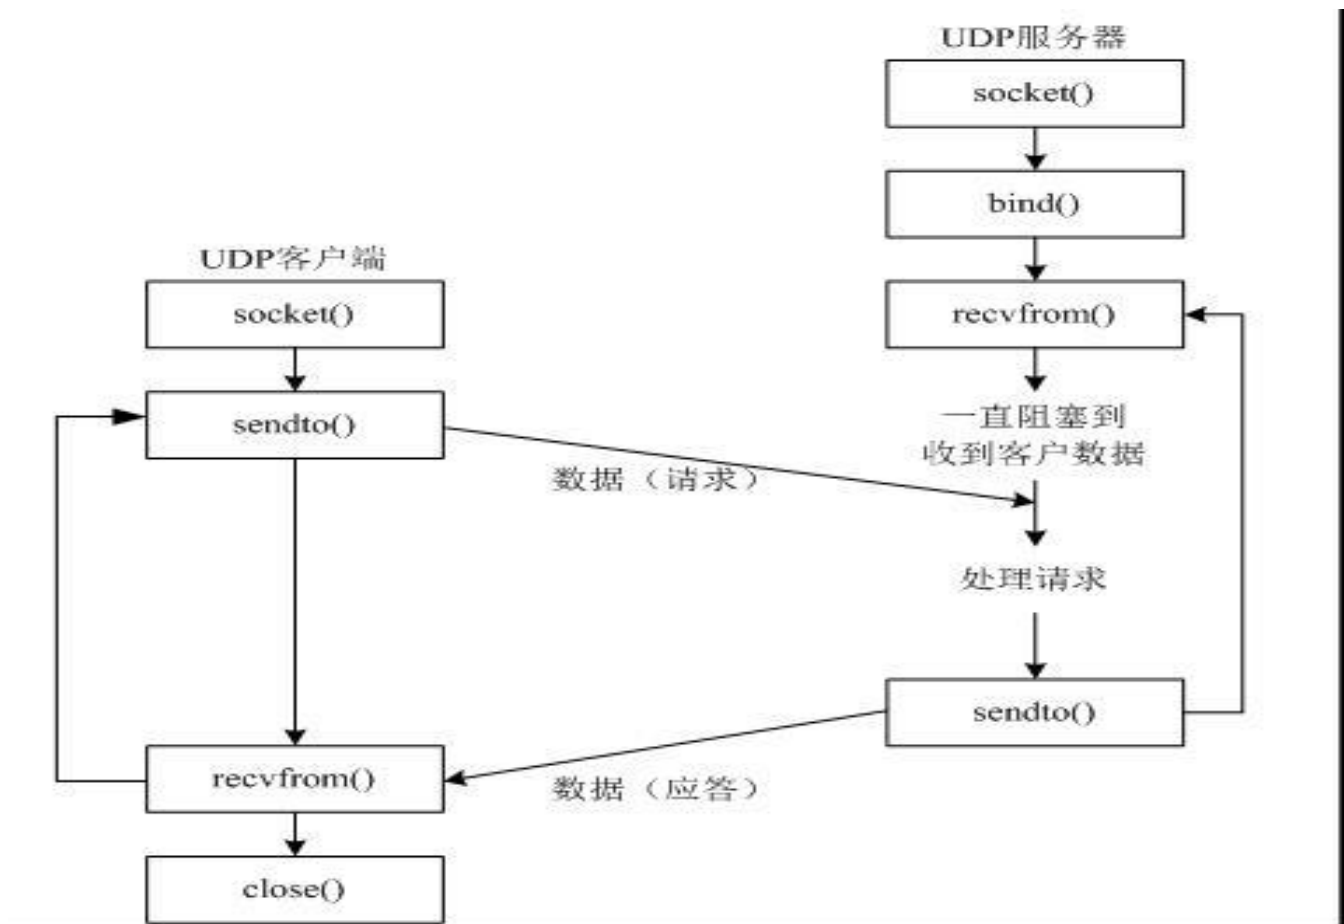 UDP服务器
socket()
bind()
recvfrom()
一直阻塞到
收到客户数据
处理请求
sendto()
UDP客户端
socket()
sendto()
数据（请求）
recvfrom()
数据（应答）
close()